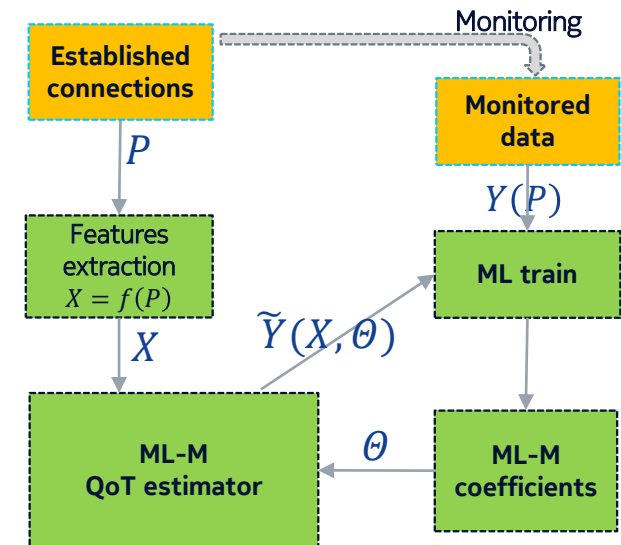 Monitoring
Established
connections
Monitored
data
P
Y(P)
Features
extraction
X = f(P)
ML train
X
Ỹ(X, Θ)
ML-M
QoT estimator
Θ
ML-M
coefficients